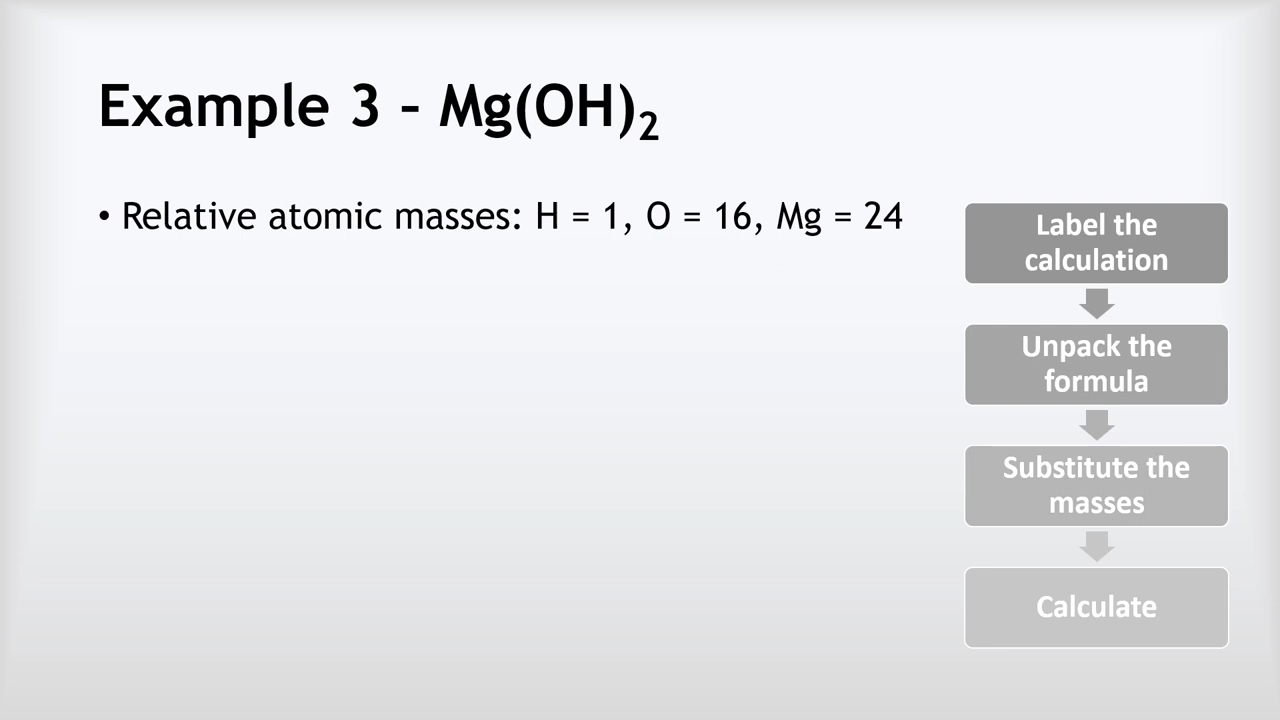 Example 3 – Mg(OH)₂
• Relative atomic masses: H = 1, O = 16, Mg = 24
Label the
calculation
Unpack the
formula
Substitute the
masses
Calculate